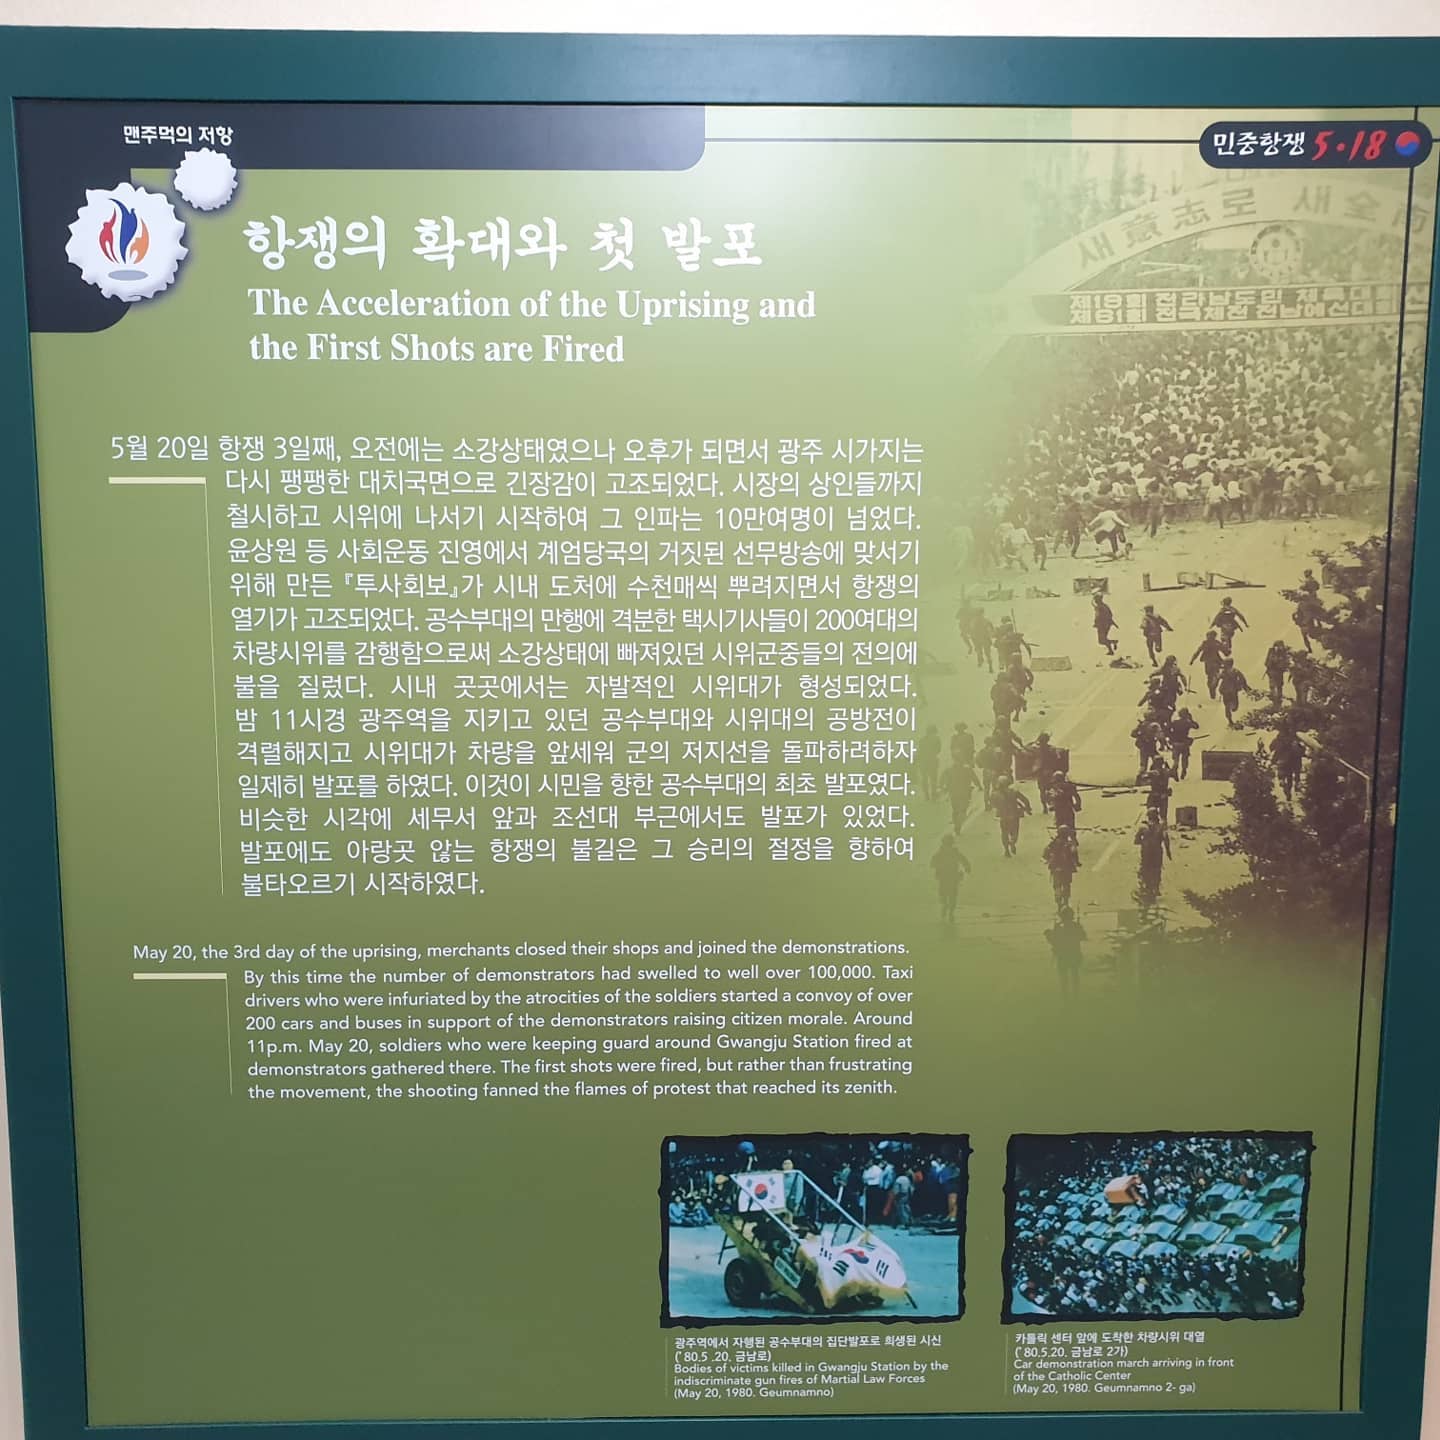 맨주먹의 저항
민중항쟁 5·18
항쟁의 확대와 첫 발포
The Acceleration of the Uprising and
the First Shots are Fired
제19회 전라남도민 체육대회
제61회 전국체전 전남예선대회
5월 20일 항쟁 3일째, 오전에는 소강상태였으나 오후가 되면서 광주 시가지는
다시 팽팽한 대치국면으로 긴장감이 고조되었다. 시장의 상인들까지
철시하고 시위에 나서기 시작하여 그 인파는 10만여명이 넘었다.
윤상원 등 사회운동 진영에서 계엄당국의 거짓된 선무방송에 맞서기
위해 만든 『투사회보』가 시내 도처에 수천매씩 뿌려지면서 항쟁의
열기가 고조되었다. 공수부대의 만행에 격분한 택시기사들이 200여대의
차량시위를 감행함으로써 소강상태에 빠져있던 시위군중들의 전의에
불을 질렀다. 시내 곳곳에서는 자발적인 시위대가 형성되었다.
밤 11시경 광주역을 지키고 있던 공수부대와 시위대의 공방전이
격렬해지고 시위대가 차량을 앞세워 군의 저지선을 돌파하려하자
일제히 발포를 하였다. 이것이 시민을 향한 공수부대의 최초 발포였다.
비슷한 시각에 세무서 앞과 조선대 부근에서도 발포가 있었다.
발포에도 아랑곳 않는 항쟁의 불길은 그 승리의 절정을 향하여
불타오르기 시작하였다.
May 20, the 3rd day of the uprising, merchants closed their shops and joined the demonstrations.
By this time the number of demonstrators had swelled to well over 100,000. Taxi
drivers who were infuriated by the atrocities of the soldiers started a convoy of over
200 cars and buses in support of the demonstrators raising citizen morale. Around
11p.m. May 20, soldiers who were keeping guard around Gwangju Station fired at
demonstrators gathered there. The first shots were fired, but rather than frustrating
the movement, the shooting fanned the flames of protest that reached its zenith.
광주역에서 자행된 공수부대의 집단발포로 희생된 시신
('80.5 .20. 금남로)
Bodies of victims killed in Gwangju Station by the
indiscriminate gun fires of Martial Law Forces
(May 20, 1980. Geumnamno)
카톨릭 센터 앞에 도착한 차량시위 대열
('80.5.20. 금남로 2가)
Car demonstration march arriving in front
of the Catholic Center
(May 20, 1980. Geumnamno 2- ga)